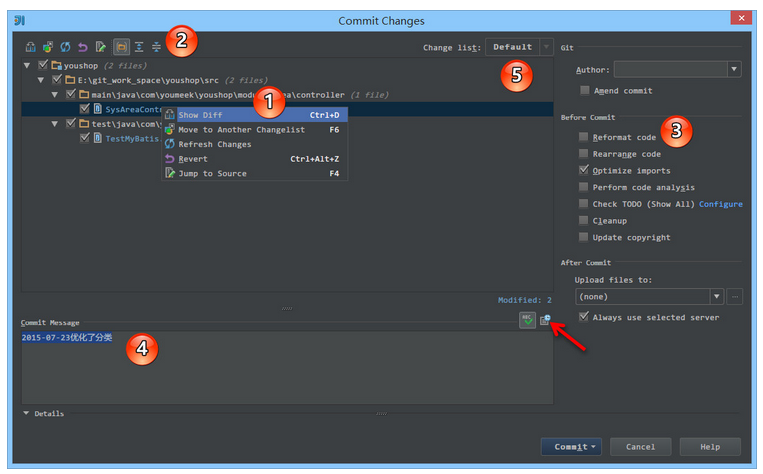 Commit Changes
2
Change list: Default
Git
youshop (2 files)
5
Author:
E:\git_work_space\youshop\src (2 files)
Amend commit
main\java\com\youmeek\youshop\modu
rea\controller (1 file)
1
SysAreaContr
Show Diff Ctrl+D
Before Commit
test\java\com\y
Move to Another Changelist F6
Reformat code
3
TestMyBatis
Refresh Changes
Rearrange code
Revert Ctrl+Alt+Z
Optimize imports
Jump to Source F4
Perform code analysis
Check TODO (Show All) Configure
Cleanup
Update copyright
After Commit
Upload files to:
Modified: 2
(none)
...
Commit Message
Always use selected server
2015-07-23优化了分类
4
Details
Commit
Cancel
Help